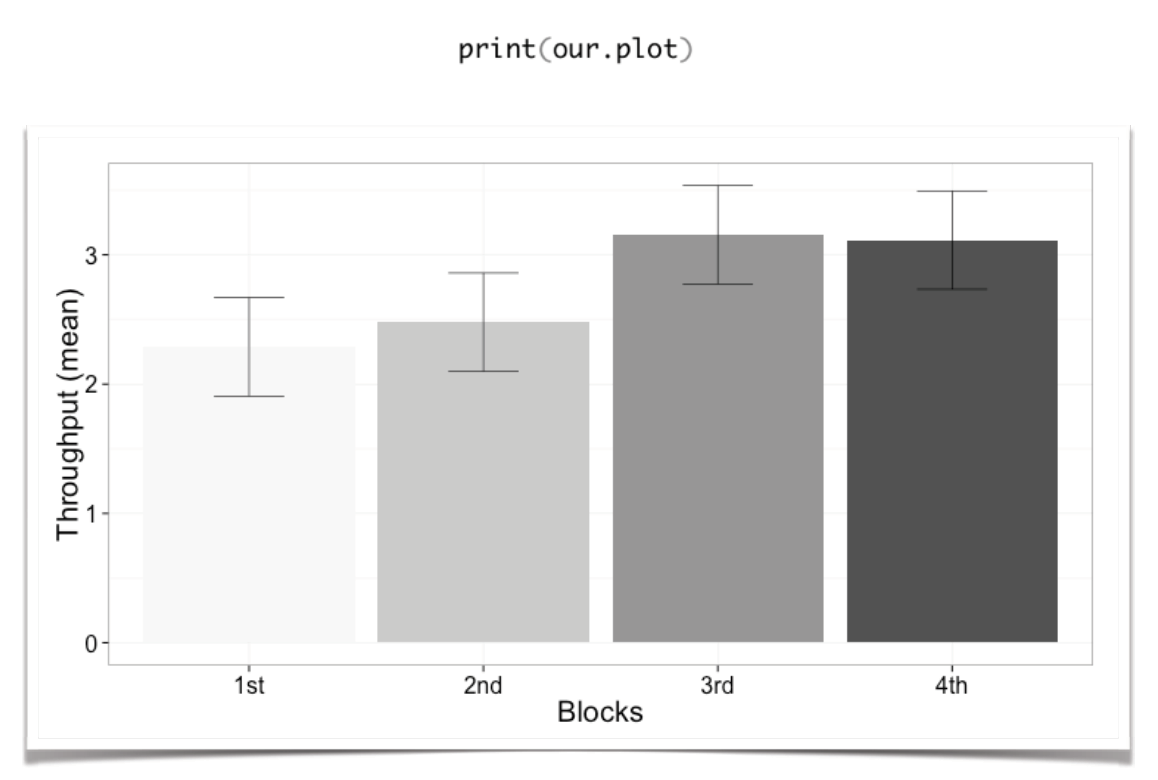 print(our.plot)
Throughput (mean)
3
2
1
0
1st
2nd
3rd
4th
Blocks